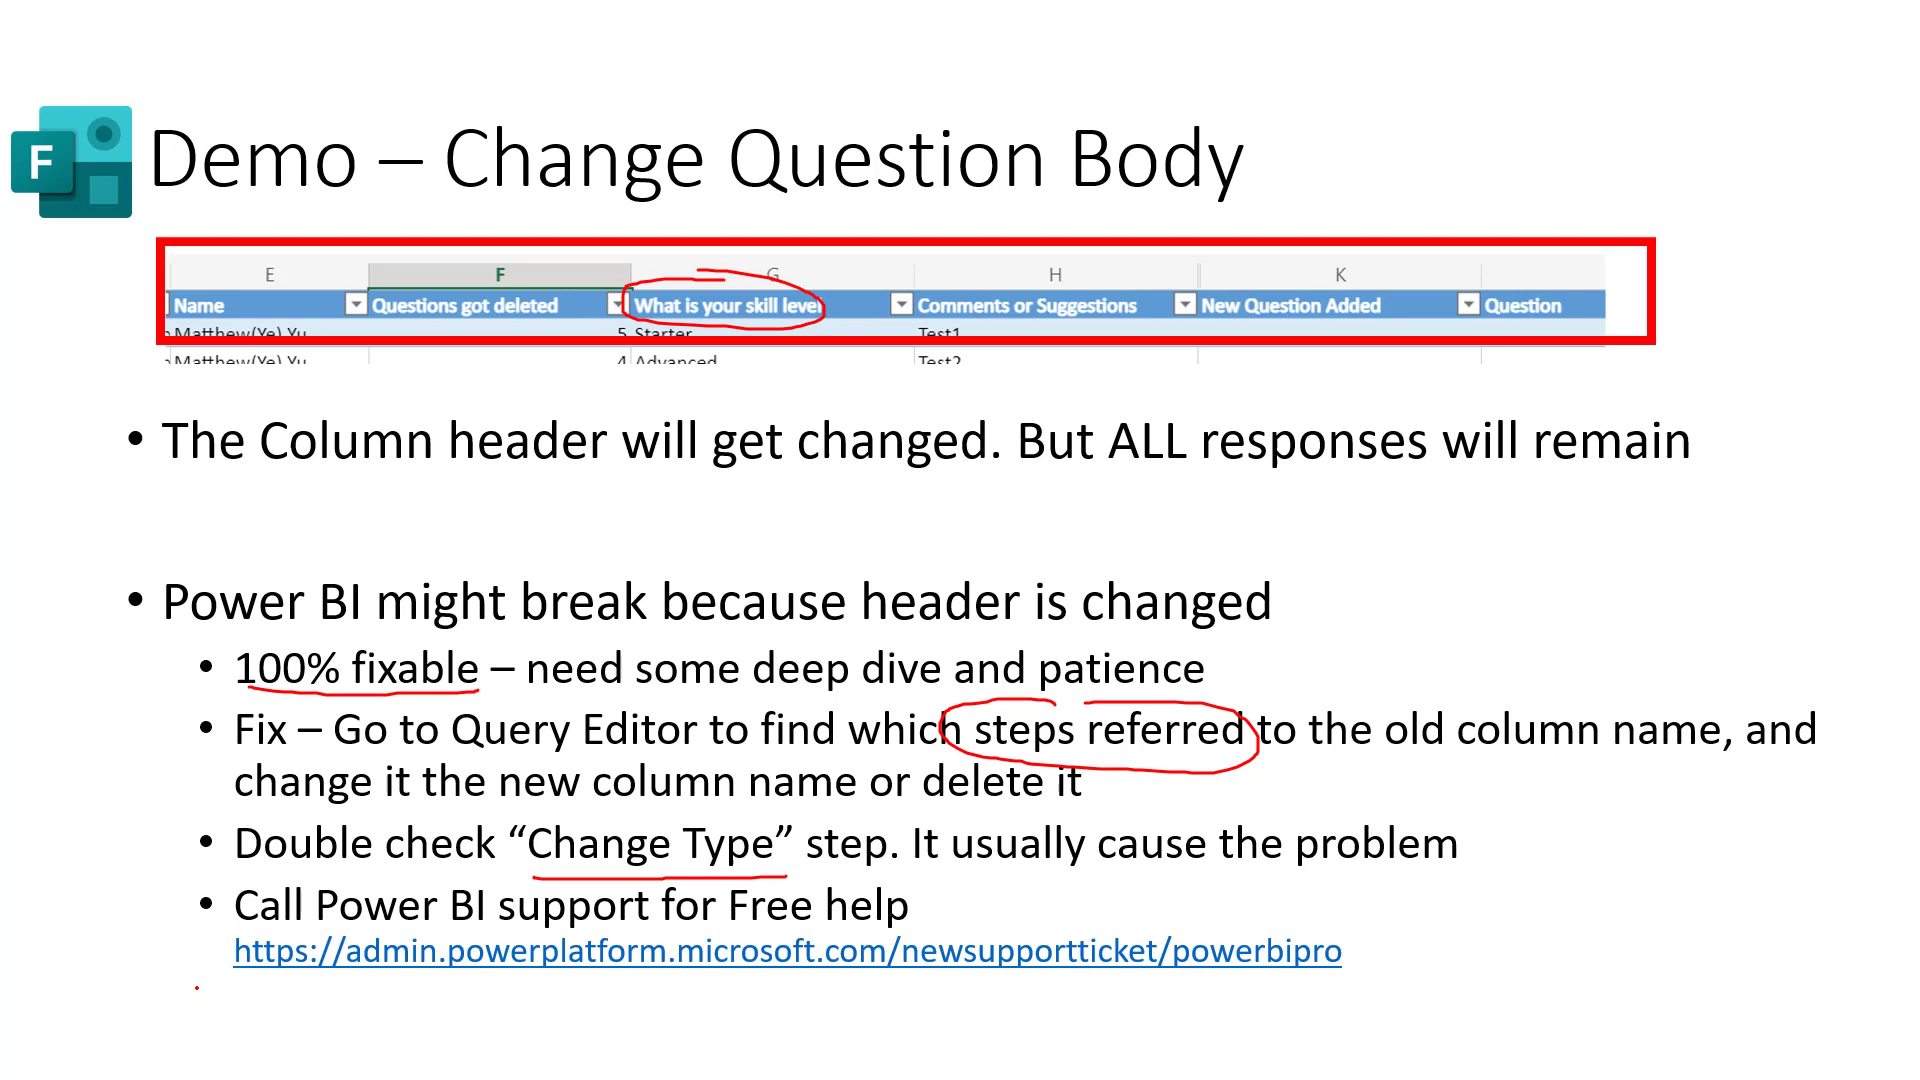 F
Demo – Change Question Body
E F G H K
Name Questions got deleted What is your skill level Comments or Suggestions New Question Added Question
Matthew(Ye) Yu 5 Starter Test1
Matthew(Ye) Yu 4 Advanced Test2
• The Column header will get changed. But ALL responses will remain
• Power BI might break because header is changed
• 100% fixable – need some deep dive and patience
• Fix – Go to Query Editor to find which steps referred to the old column name, and
change it the new column name or delete it
• Double check “Change Type” step. It usually cause the problem
• Call Power BI support for Free help
https://admin.powerplatform.microsoft.com/newsupportticket/powerbipro